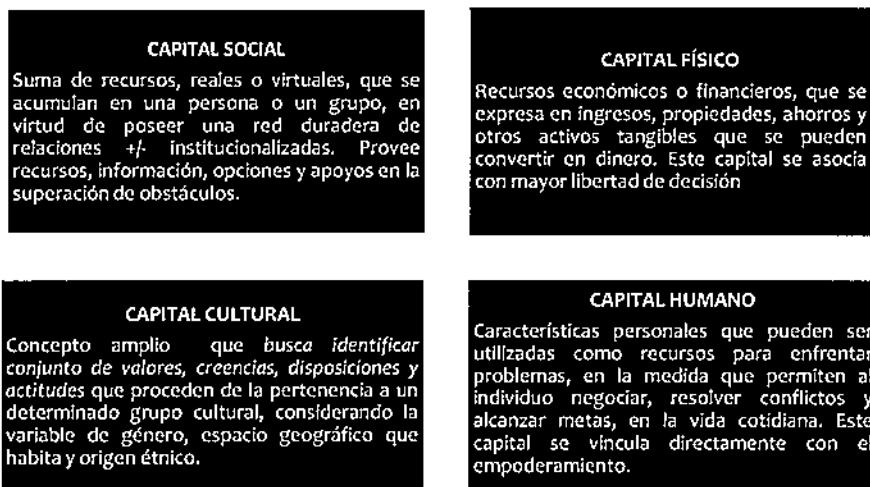 CAPITAL SOCIAL
Suma de recursos, reales o virtuales, que se
acumulan en una persona o un grupo, en
virtud de poseer una red duradera de
relaciones +/- institucionalizadas. Provee
recursos, información, opciones y apoyos en la
superación de obstáculos.
CAPITAL FÍSICO
Recursos económicos o financieros, que se
expresa en ingresos, propiedades, ahorros y
otros activos tangibles que se pueden
convertir en dinero. Este capital se asocia
con mayor libertad de decisión
CAPITAL CULTURAL
Concepto amplio que busca identificar
conjunto de valores, creencias, disposiciones y
actitudes que proceden de la pertenencia a un
determinado grupo cultural, considerando la
variable de género, espacio geográfico que
habita y origen étnico.
CAPITAL HUMANO
Características personales que pueden ser
utilizadas como recursos para enfrentar
problemas, en la medida que permiten al
individuo negociar, resolver conflictos y
alcanzar metas, en la vida cotidiana. Este
capital se vincula directamente con el
empoderamiento.